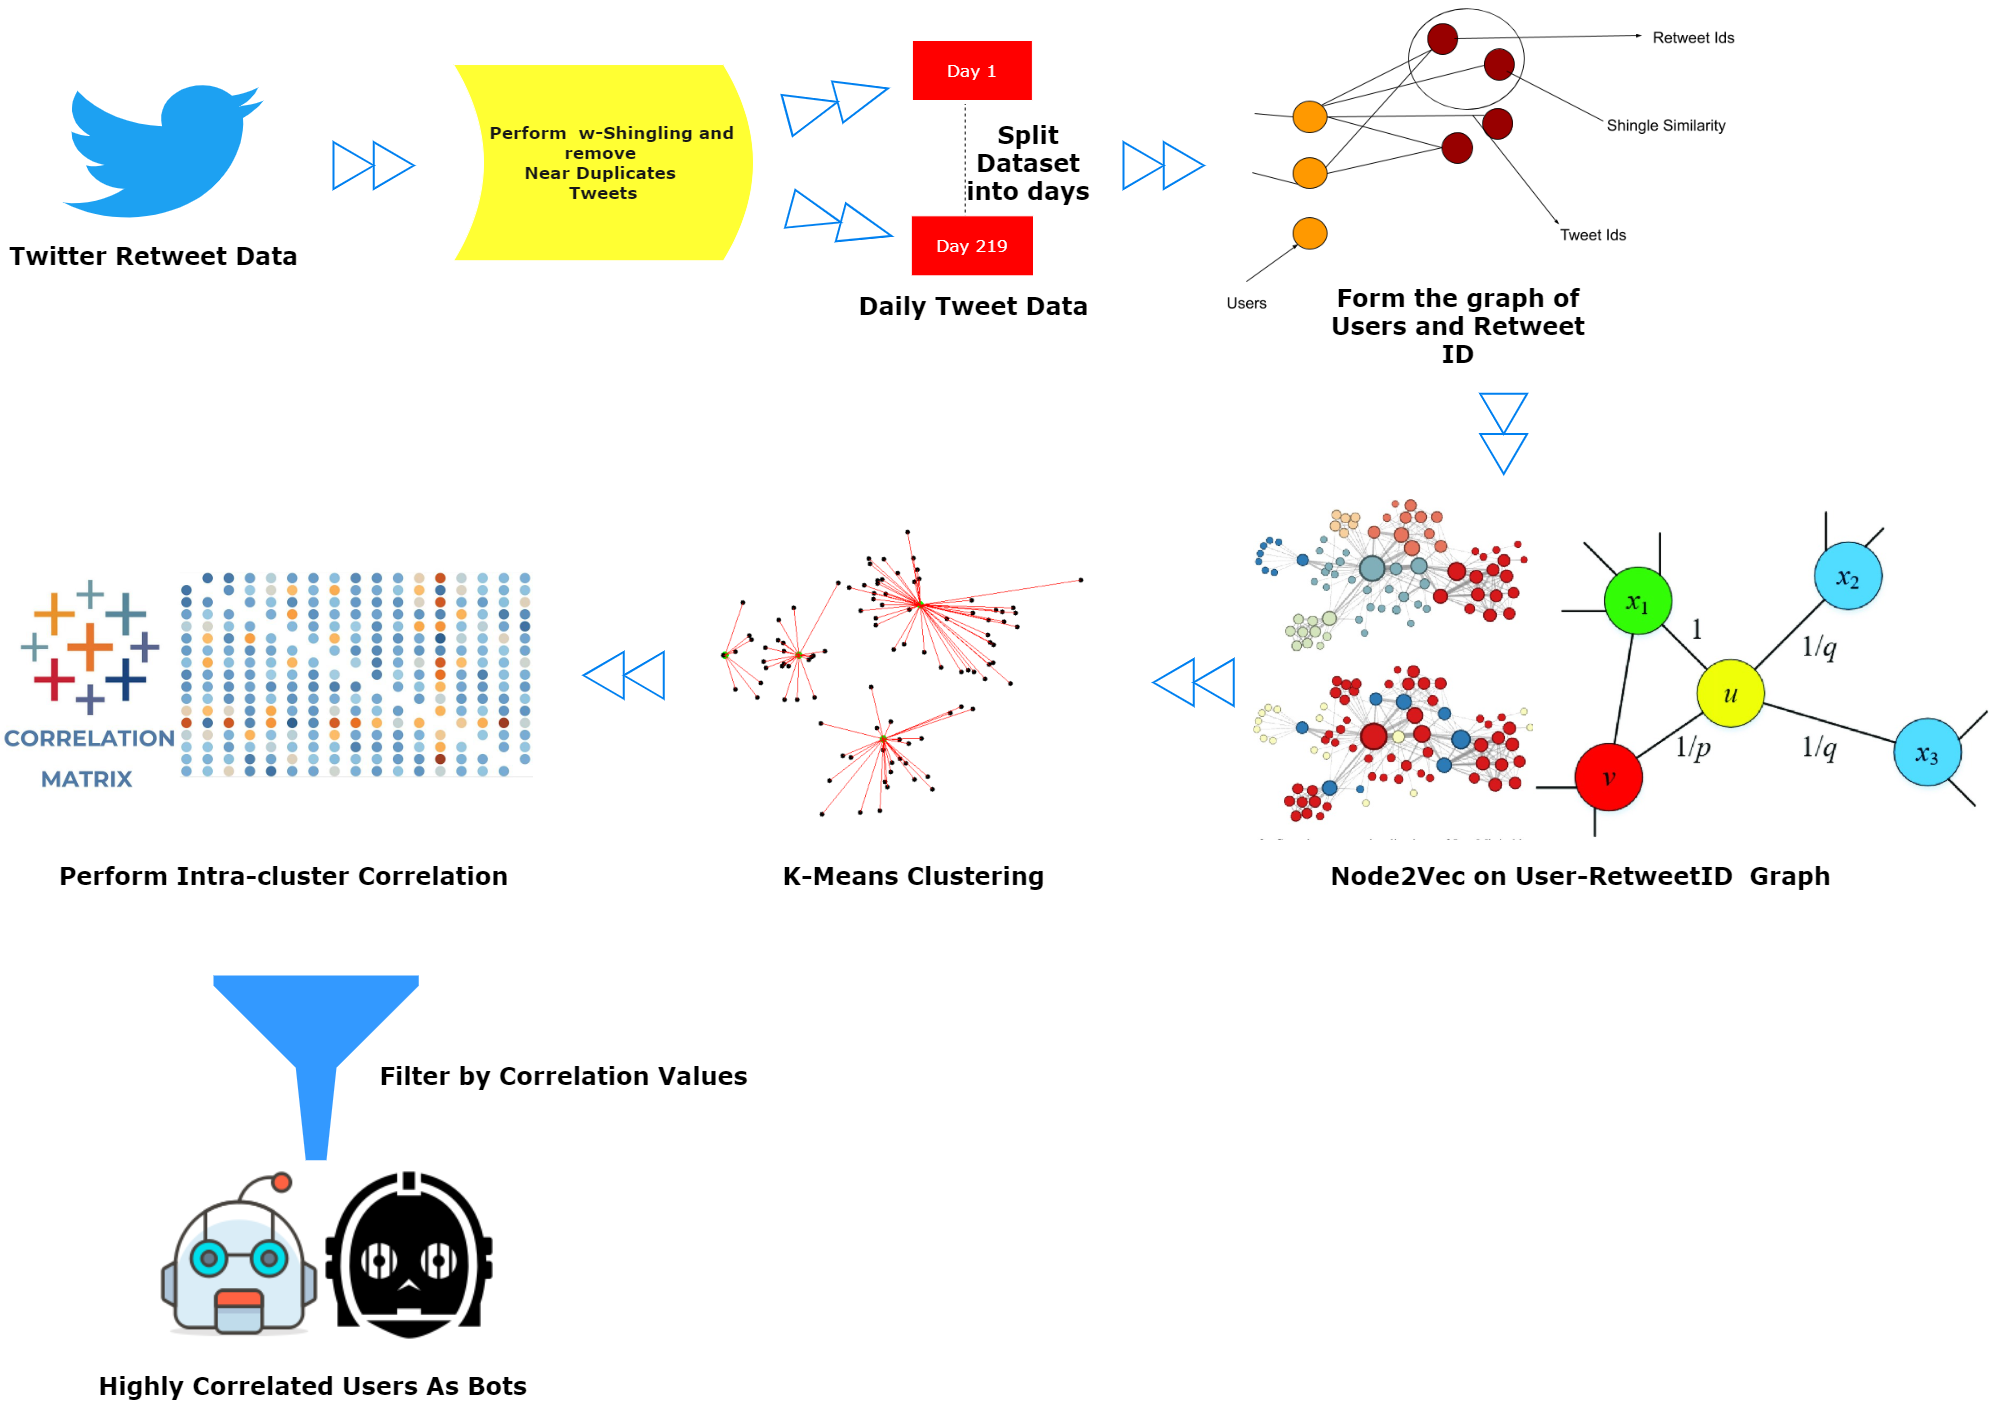 Twitter Retweet Data
Perform w-Shingling and
remove
Near Duplicates
Tweets
Day 1
Split
Dataset
into days
Day 219
Daily Tweet Data
Retweet Ids
Shingle Similarity
Tweet Ids
Users
Form the graph of
Users and Retweet
ID
x1
x2
1
1/q
u
1/p
1/q
v
x3
Node2Vec on User-RetweetID Graph
K-Means Clustering
CORRELATION
MATRIX
Perform Intra-cluster Correlation
Filter by Correlation Values
Highly Correlated Users As Bots